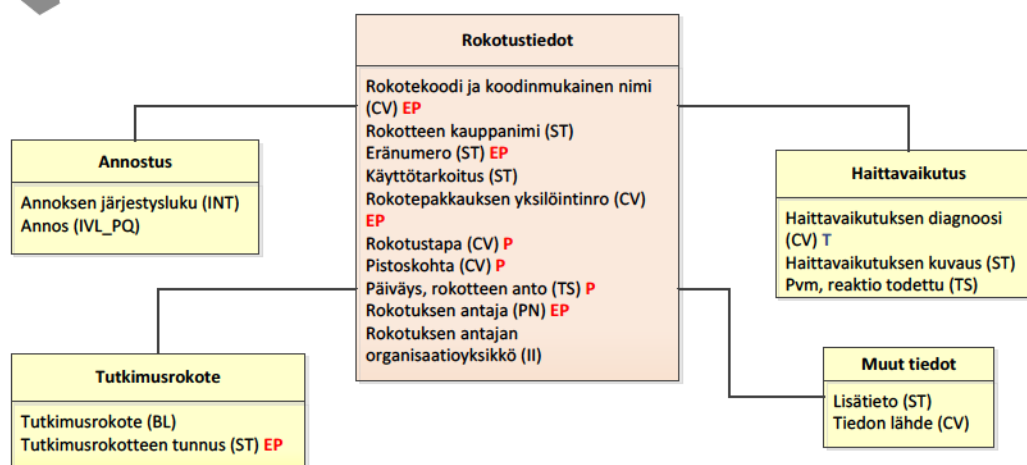 Rokotustiedot
Rokotekoodi ja koodinmukainen nimi
(CV) EP
Rokotteen kauppanimi (ST)
Eränumero (ST) EP
Käyttötarkoitus (ST)
Rokotepakkauksen yksilöintinro (CV)
EP
Rokotustapa (CV) P
Pistoskohta (CV) P
Päiväys, rokotteen anto (TS) P
Rokotuksen antaja (PN) EP
Rokotuksen antajan
organisaatioyksikkö (II)
Annostus
Annoksen järjestysluku (INT)
Annos (IVL_PQ)
Haittavaikutus
Haittavaikutuksen diagnoosi
(CV) T
Haittavaikutuksen kuvaus (ST)
Pvm, reaktio todettu (TS)
Tutkimusrokote
Tutkimusrokote (BL)
Tutkimusrokotteen tunnus (ST) EP
Muut tiedot
Lisätieto (ST)
Tiedon lähde (CV)